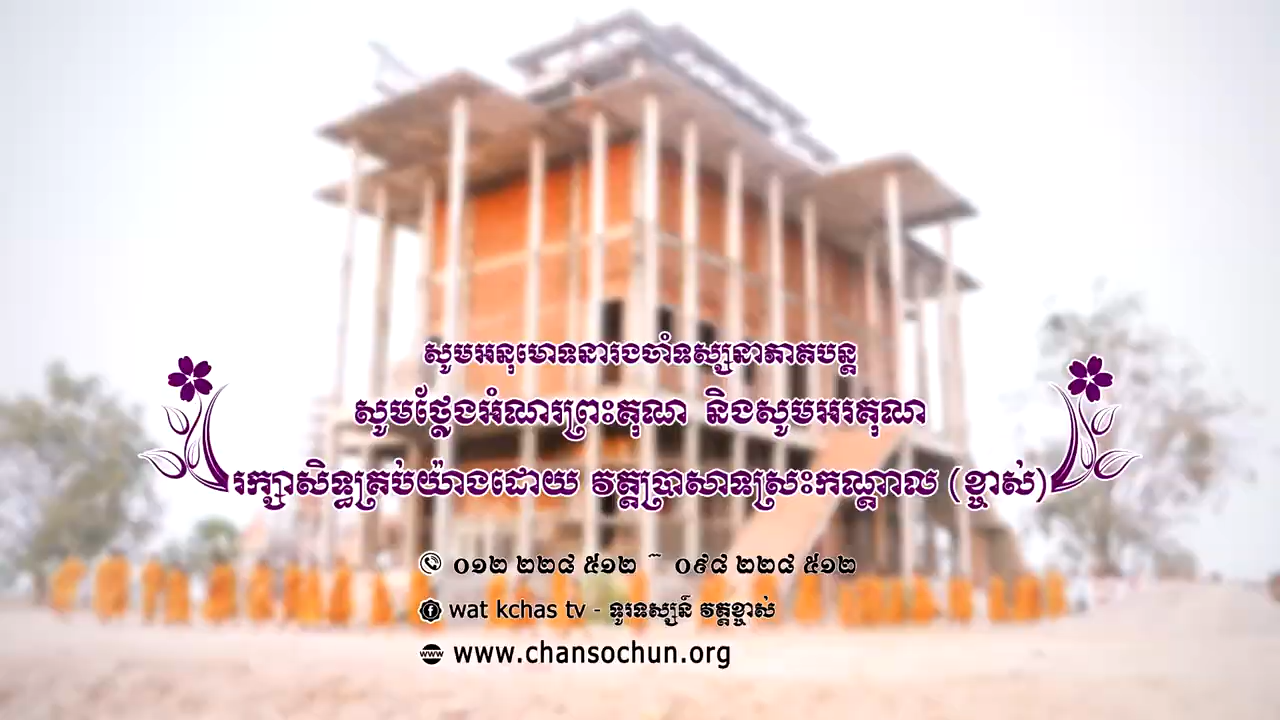 សូមអនុមោទនារងចាំទស្សនាភាគបន្ត
សូមថ្លែងអំណរព្រះគុណ និងសូមអរគុណ
រក្សាសិទ្ធគ្រប់យ៉ាងដោយ វត្តប្រាសាទស្រះកណ្តាល (ខ្ចាស់)
០១២ ២២៨ ៥១២ ~ ០៩៨ ២២៨ ៥១២
wat kchas tv - ទូរទស្សន៍ វត្តខ្ចាស់
www.chansochun.org